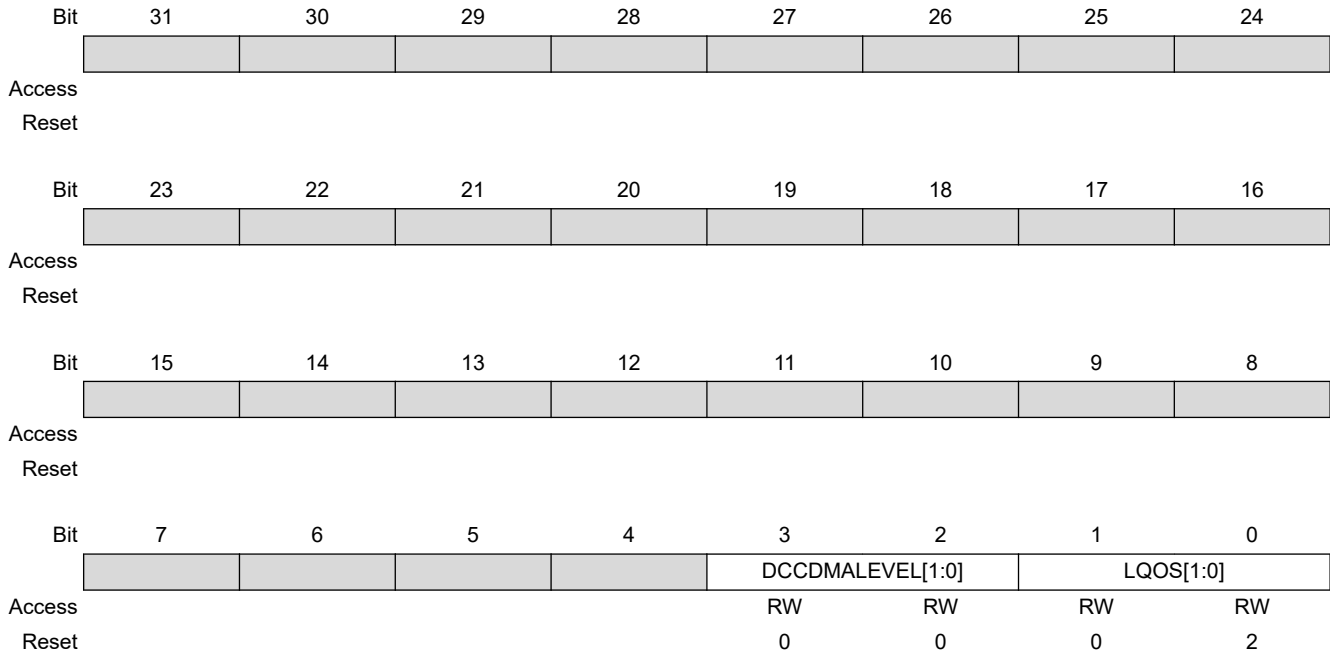 Bit 31 30 29 28 27 26 25 24
Access
Reset
Bit 23 22 21 20 19 18 17 16
Access
Reset
Bit 15 14 13 12 11 10 9 8
Access
Reset
Bit 7 6 5 4 3 2 1 0
DCCDMALEVEL[1:0] LQOS[1:0]
Access RW RW RW RW
Reset 0 0 0 2